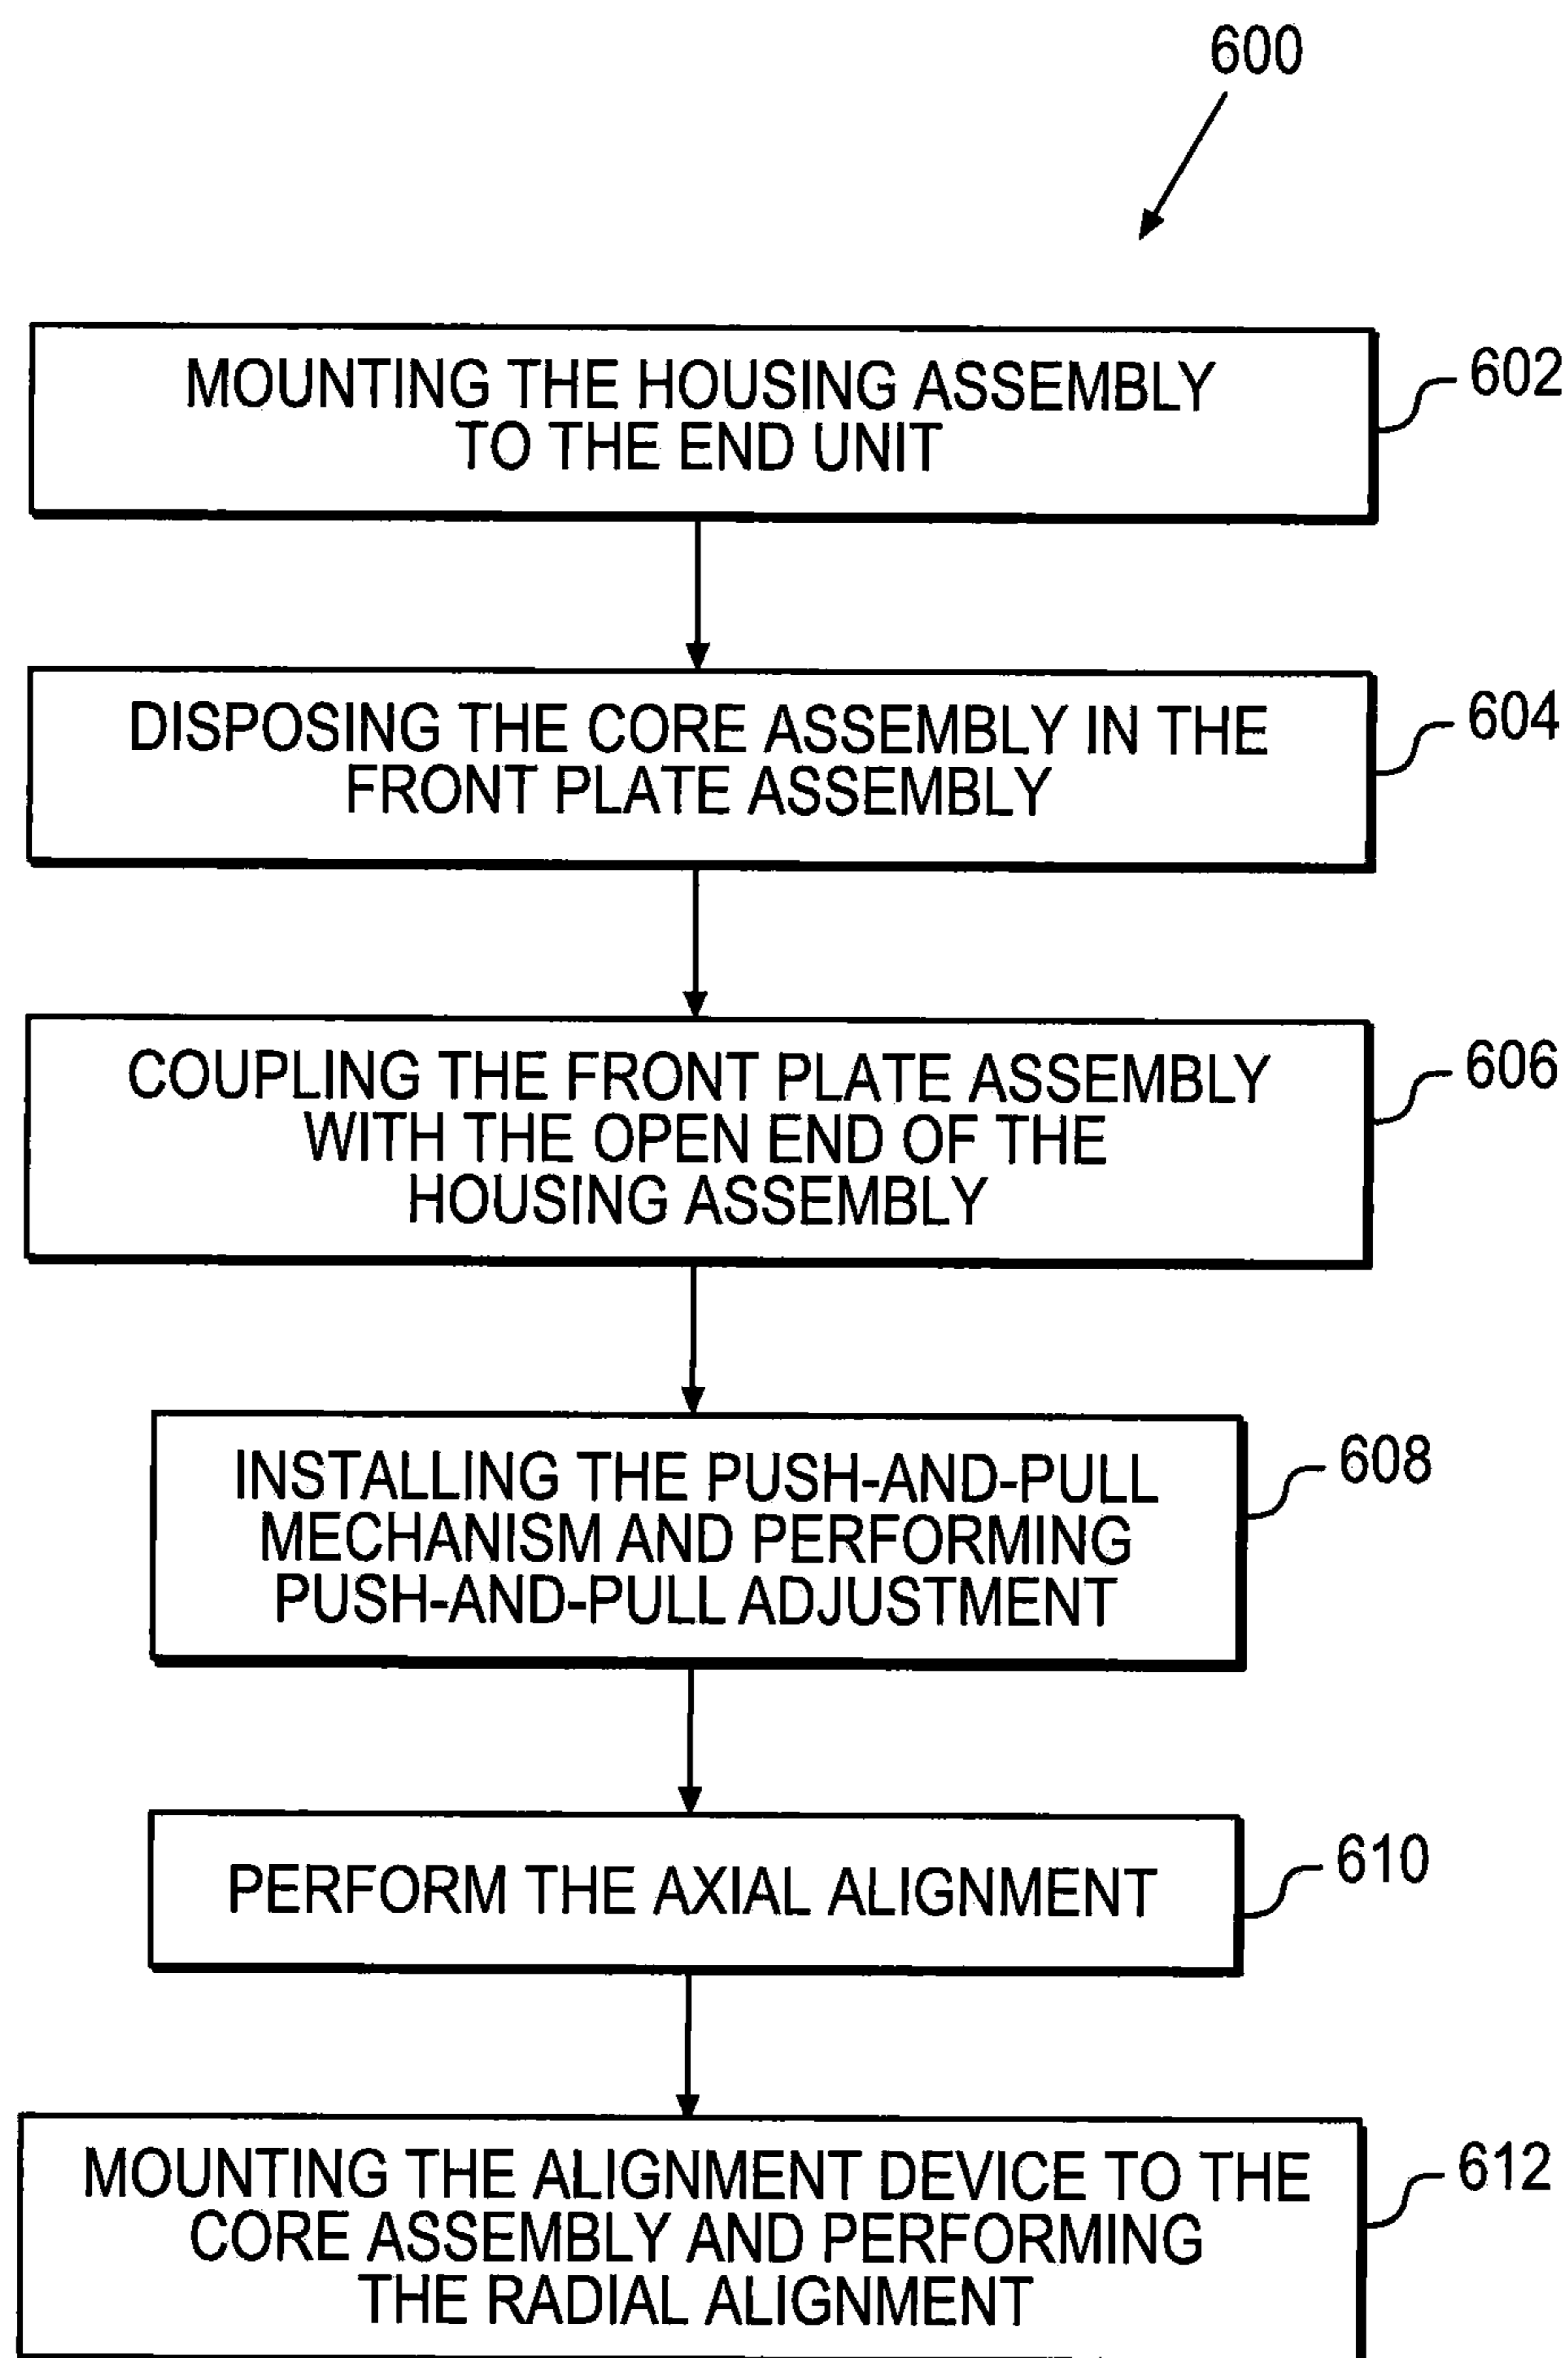 600
MOUNTING THE HOUSING ASSEMBLY
TO THE END UNIT
602
DISPOSING THE CORE ASSEMBLY IN THE
FRONT PLATE ASSEMBLY
604
COUPLING THE FRONT PLATE ASSEMBLY
WITH THE OPEN END OF THE
HOUSING ASSEMBLY
606
INSTALLING THE PUSH-AND-PULL
MECHANISM AND PERFORMING
PUSH-AND-PULL ADJUSTMENT
608
PERFORM THE AXIAL ALIGNMENT
610
MOUNTING THE ALIGNMENT DEVICE TO THE
CORE ASSEMBLY AND PERFORMING
THE RADIAL ALIGNMENT
612